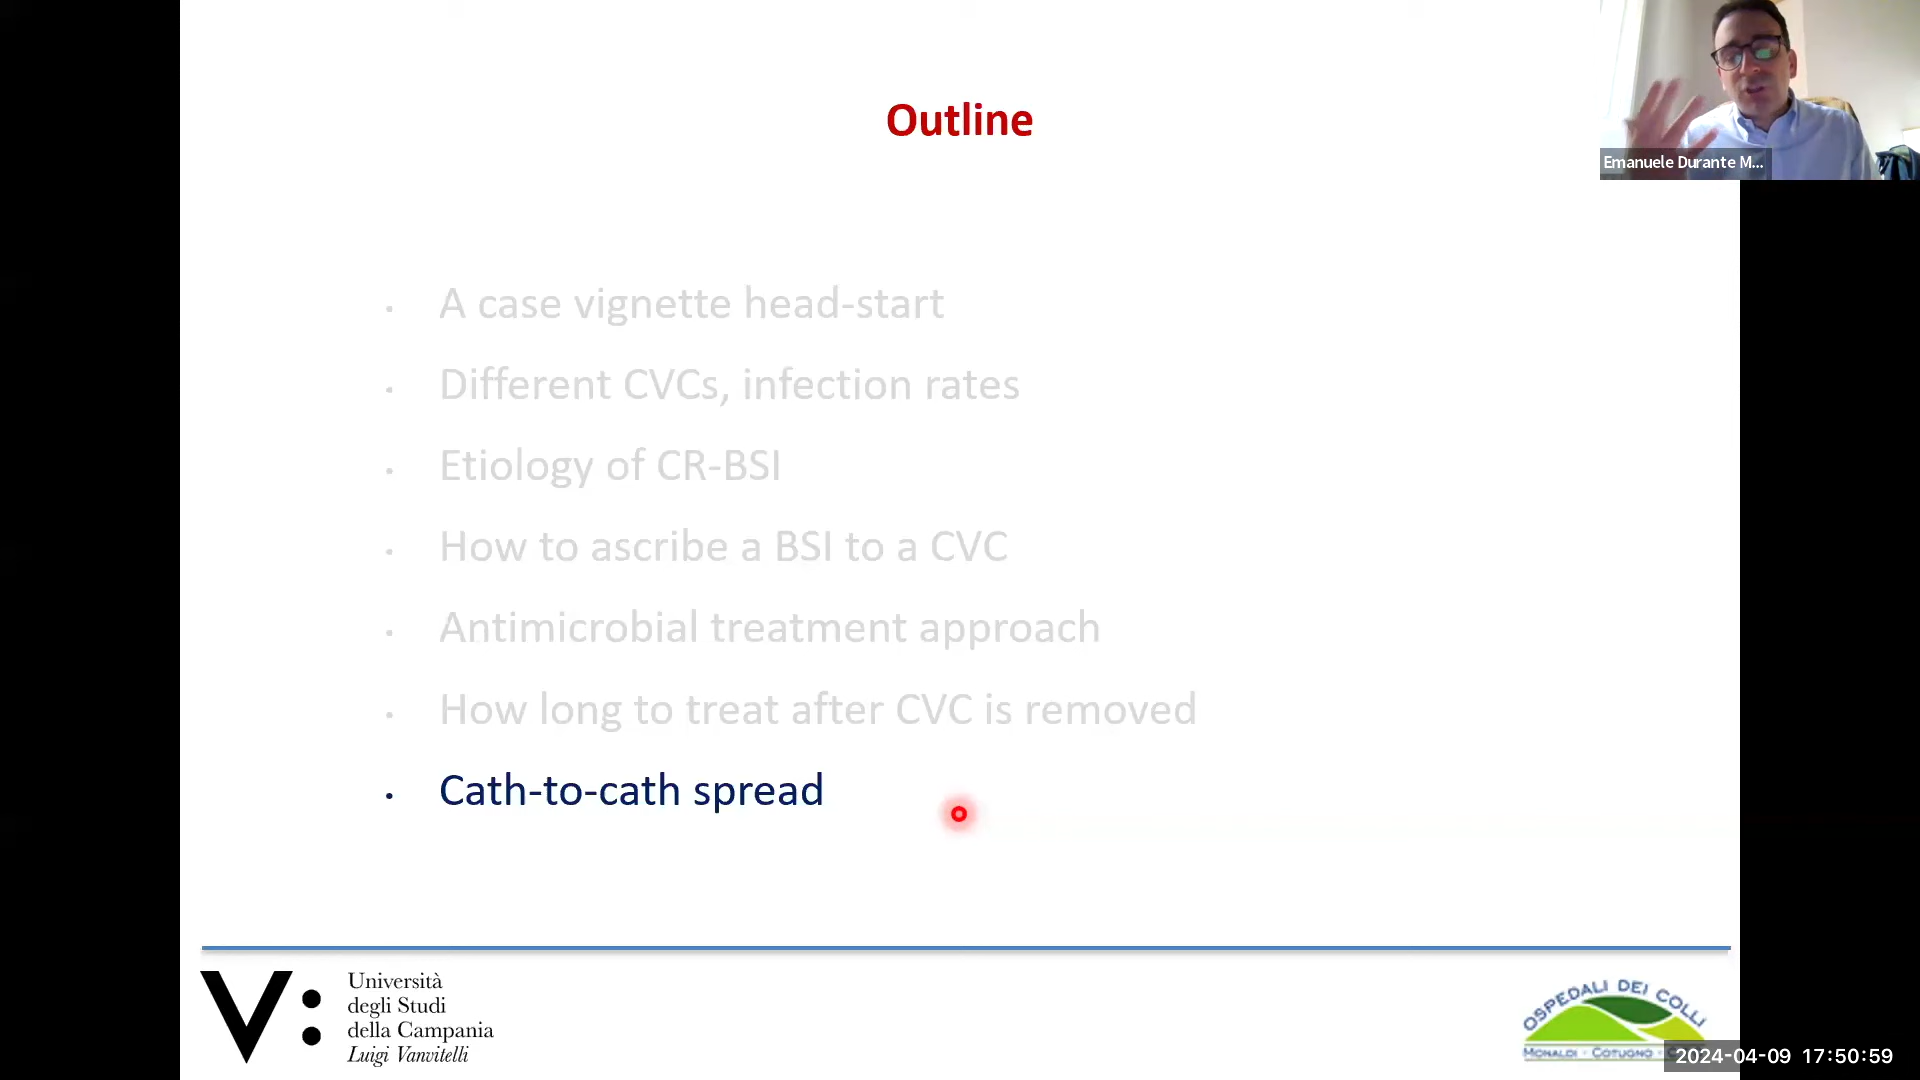 Outline
Emanuele Durante M...
• A case vignette head-start
• Different CVCs, infection rates
• Etiology of CR-BSI
• How to ascribe a BSI to a CVC
• Antimicrobial treatment approach
• How long to treat after CVC is removed
• Cath-to-cath spread
V:
Università
degli Studi
della Campania
Luigi Vanvitelli
OSPEDALI DEI COLLI
MONALDI - COTUGNO -
2024-04-09 17:50:59